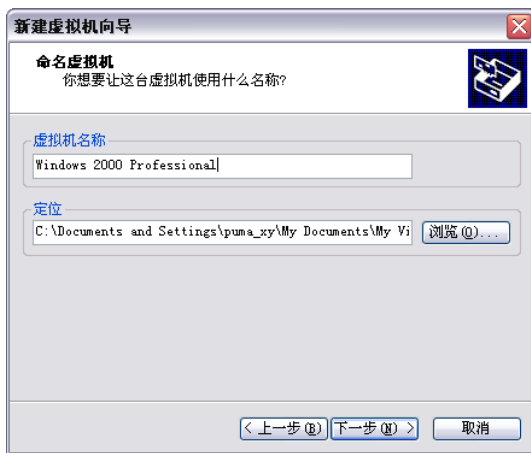 新建虚拟机向导
命名虚拟机
你想要让这台虚拟机使用什么名称?
虚拟机名称
Windows 2000 Professional
定位
C:\Documents and Settings\puma_xy\My Documents\My Vi
浏览(O)...
< 上一步(B)
下一步(N) >
取消